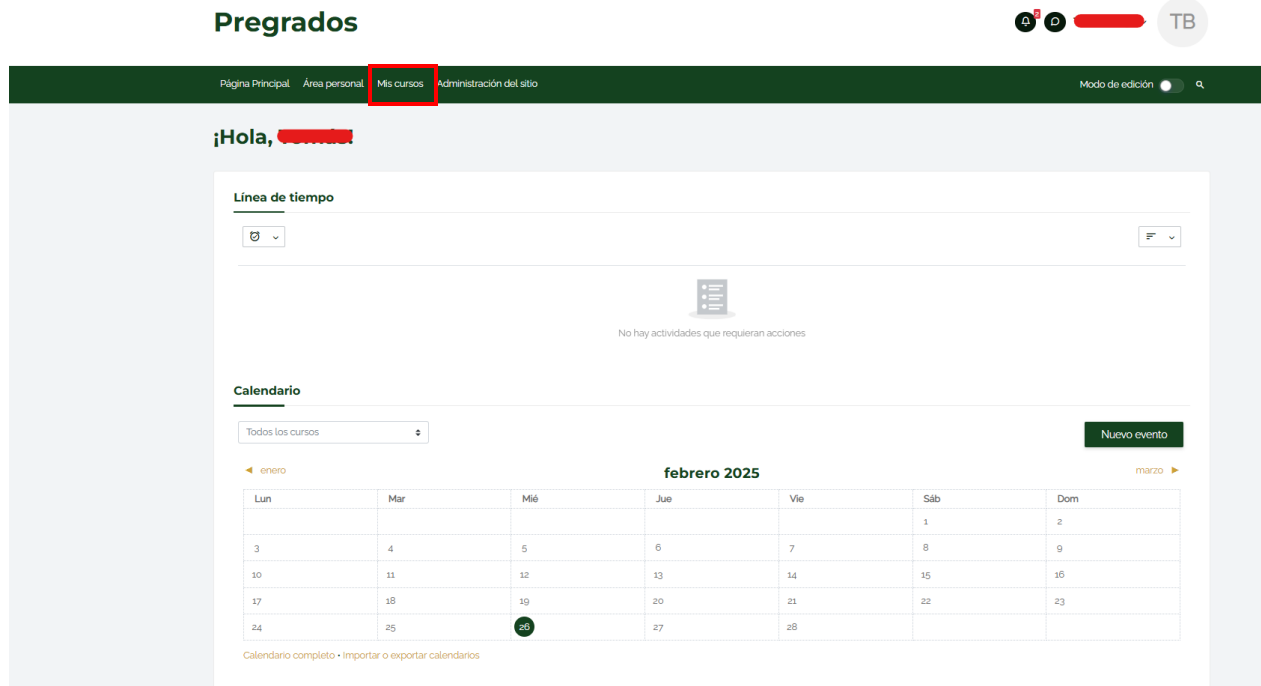 Pregrados
2
TB
Página Principal Área personal Mis cursos Administración del sitio Modo de edición
¡Hola, !
Línea de tiempo
No hay actividades que requieran acciones
Calendario
Todos los cursos
Nuevo evento
◄ enero febrero 2025 marzo ►
Lun Mar Mié Jue Vie Sáb Dom
1 2
3 4 5 6 7 8 9
10 11 12 13 14 15 16
17 18 19 20 21 22 23
24 25 26 27 28
Calendario completo • Importar o exportar calendarios